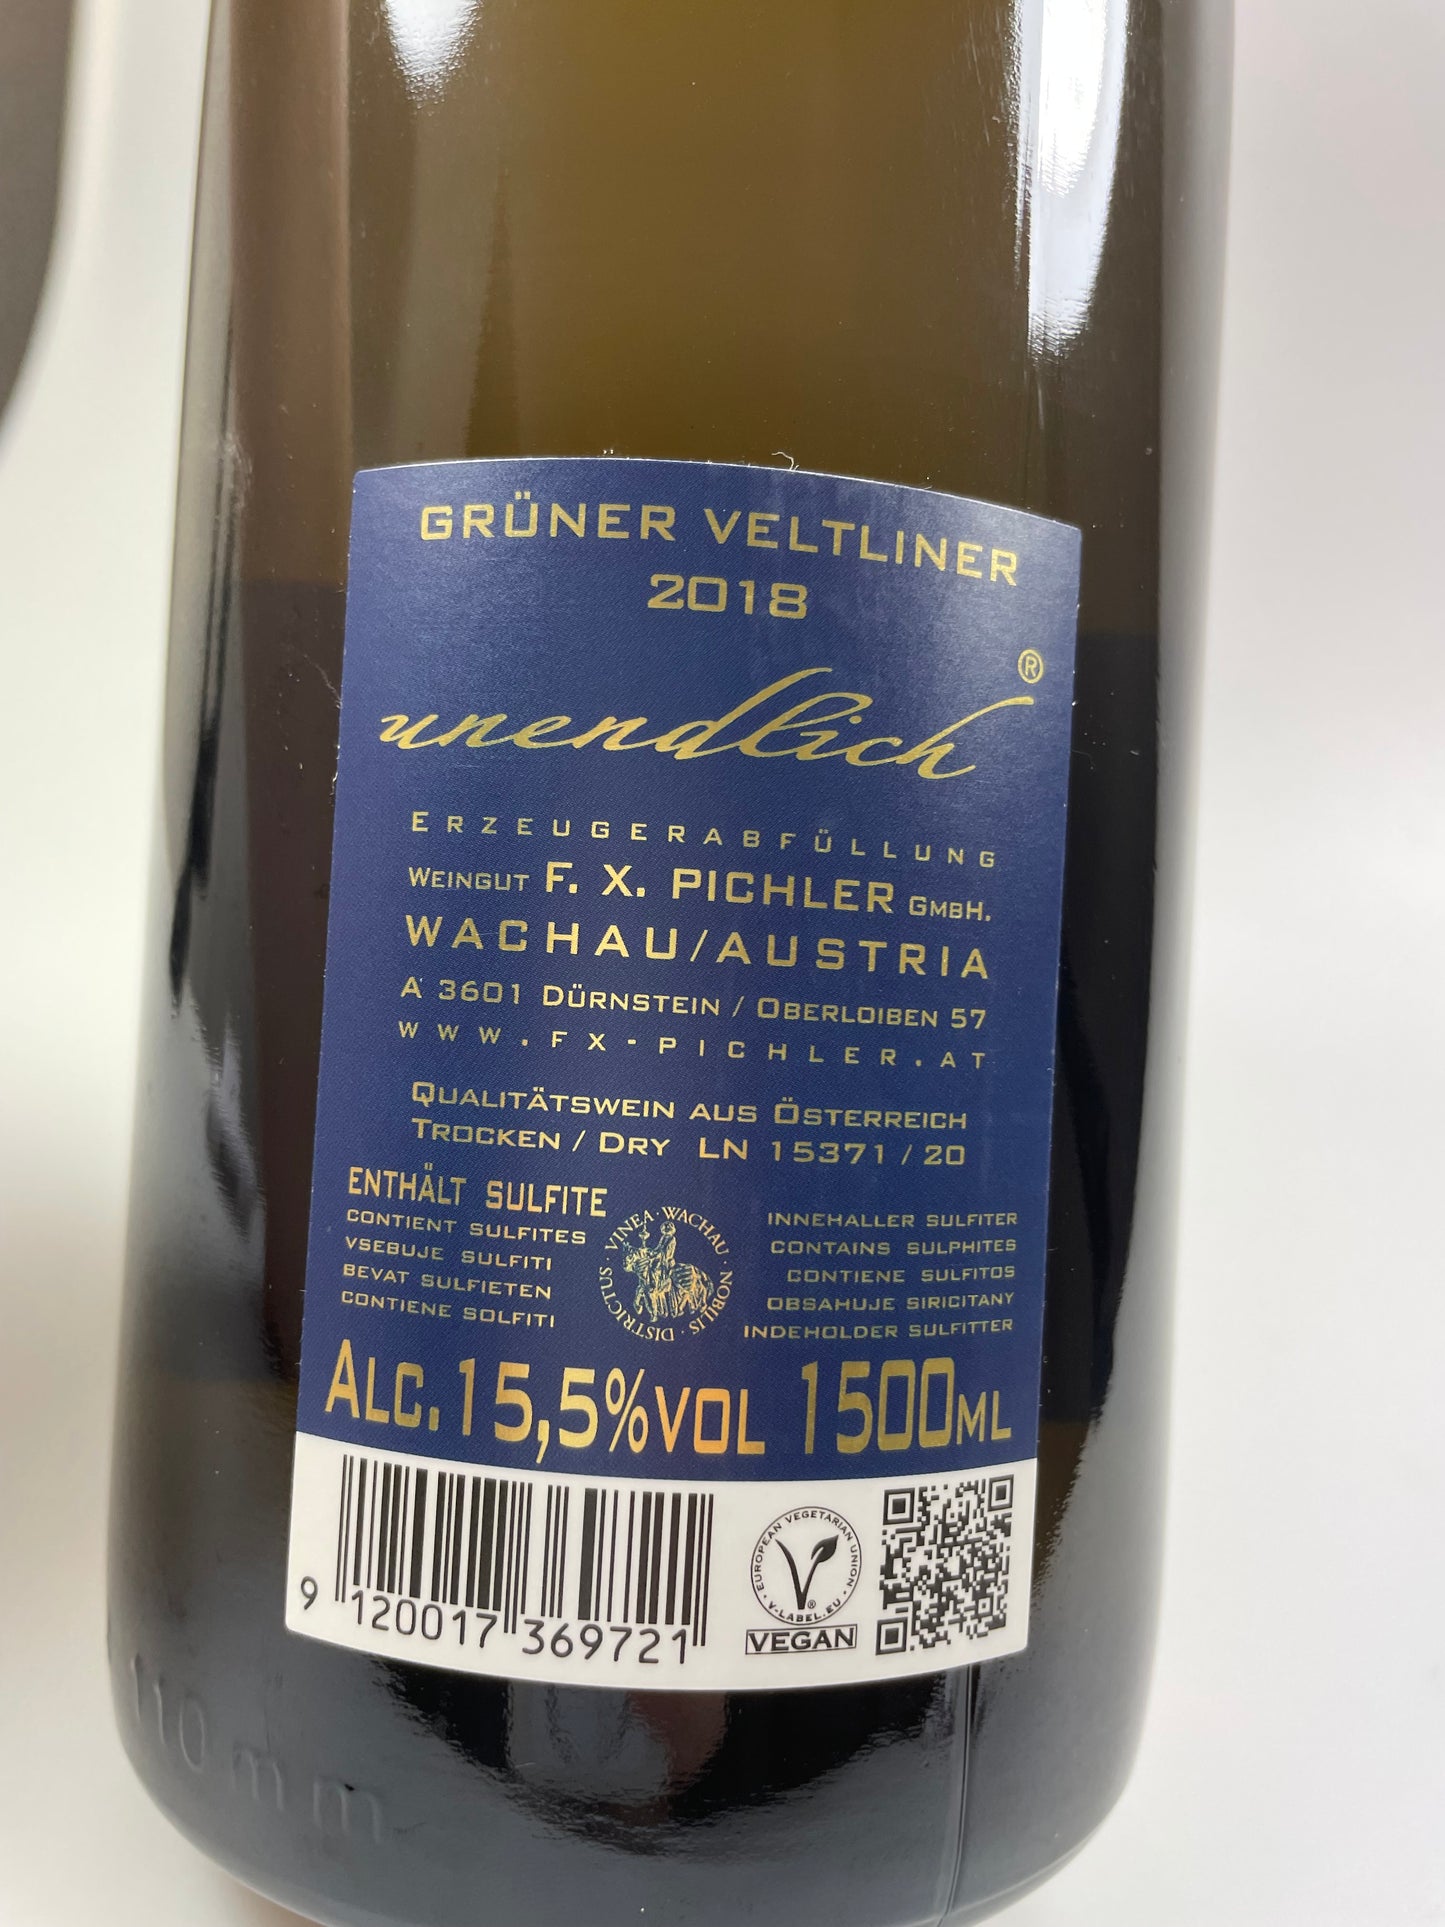 GRÜNER VELTLINER
2018
unendlich®
ERZEUGERABFÜLLUNG
WEINGUT F. X. PICHLER GMBH.
WACHAU/AUSTRIA
A 3601 DÜRNSTEIN / OBERLOIBEN 57
WWW.FX-PICHLER.AT
QUALITÄTSWEIN AUS ÖSTERREICH
TROCKEN / DRY LN 15371 / 20
ENTHÄLT SULFITE
CONTIENT SULFITES
VSEBUJE SULFITI
BEVAT SULFIETEN
CONTIENE SOLFITI
VINEA · WACHAU · NOBILIS · DISTRICTUS ·
INNEHALLER SULFITER
CONTAINS SULPHITES
CONTIENE SULFITOS
OBSAHUJE SIRICITANY
INDEHOLDER SULFITTER
ALC. 15,5%VOL 1500ML
9 120017 369721
EUROPEAN VEGETARIAN UNION
· V-LABEL.EU ·
®
VEGAN
110 mm